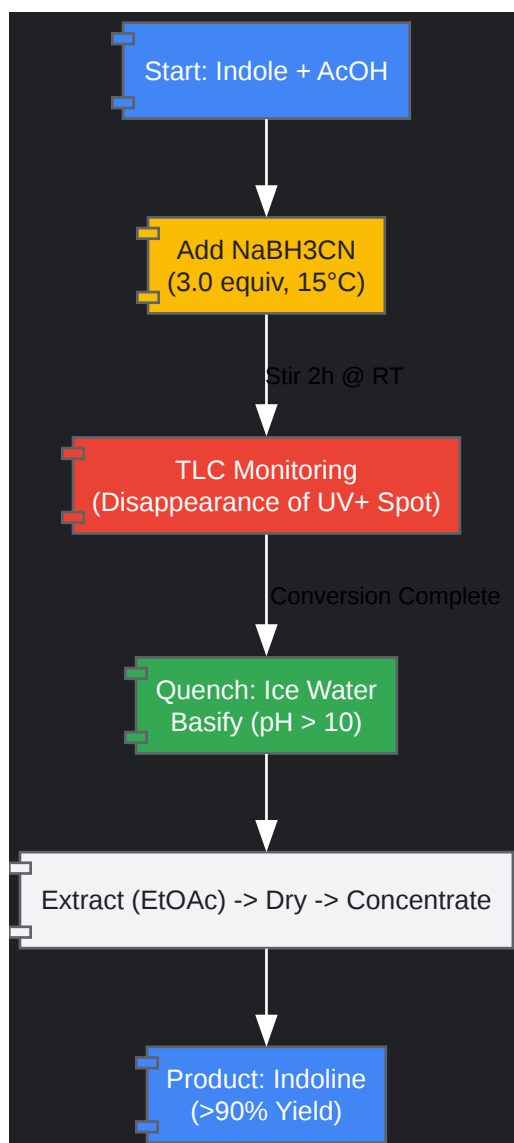 Start: Indole + AcOH
Add NaBH3CN
(3.0 equiv, 15°C)
Stir 2h @ RT
TLC Monitoring
(Disappearance of UV+ Spot)
Conversion Complete
Quench: Ice Water
Basify (pH > 10)
Extract (EtOAc) -> Dry -> Concentrate
Product: Indoline
(>90% Yield)